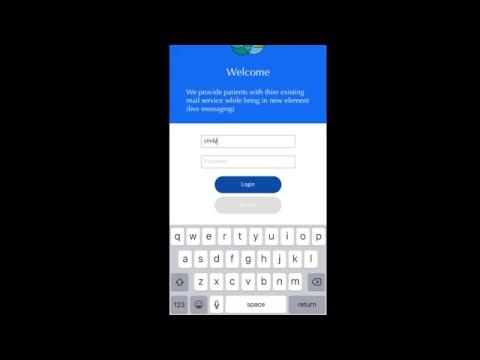 Welcome
We provide patients with thier existing
mail service while bring in new element
(live messaging)
cindy
Password
Login
Cancel
q w e r t y u i o p
a s d f g h j k l
z x c v b n m
123 space return